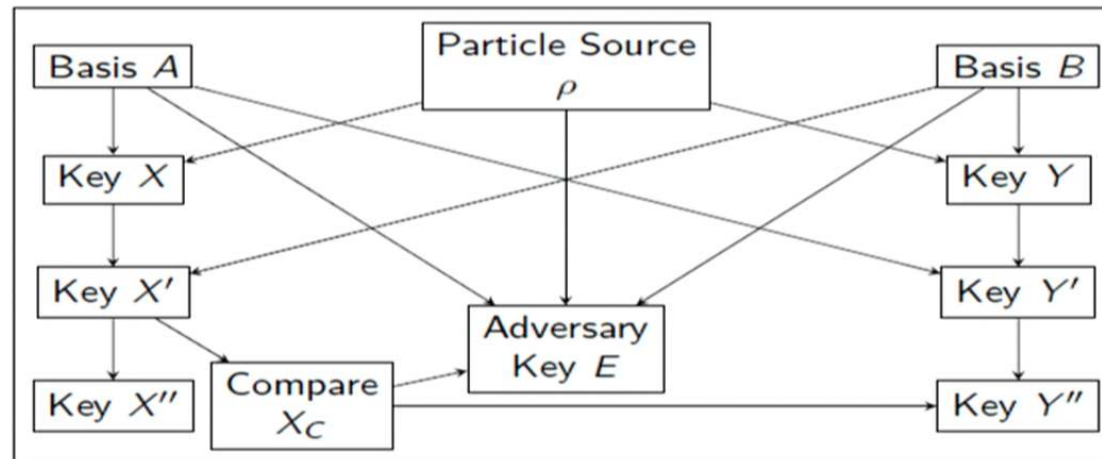 Particle Source
ρ
Basis A
Basis B
Key X
Key Y
Key X′
Key Y′
Adversary
Key E
Compare
X_C
Key X′′
Key Y′′